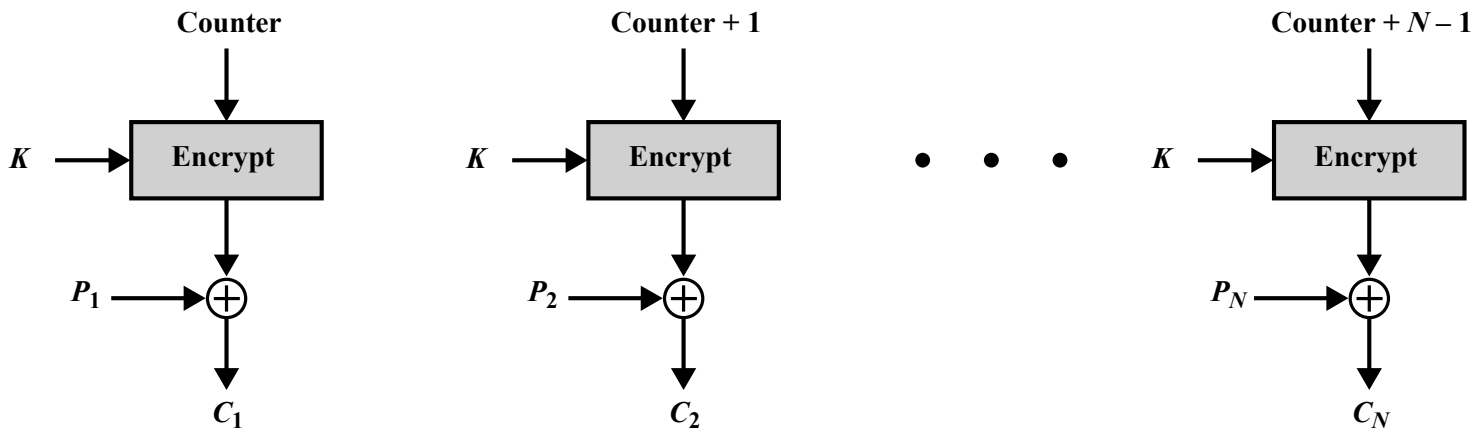 Counter
Counter + 1
Counter + N – 1
K
Encrypt
K
Encrypt
K
Encrypt
P1
P2
PN
C1
C2
CN